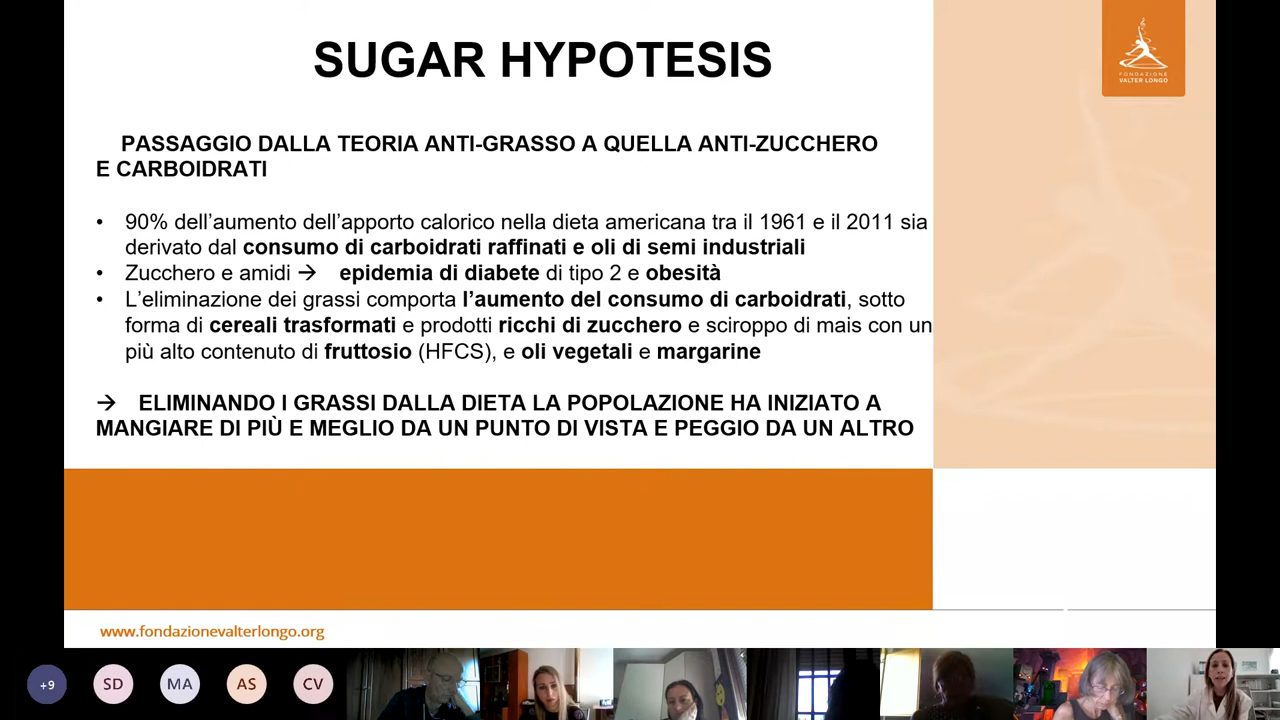 SUGAR HYPOTESIS
FONDAZIONE
VALTER LONGO
PASSAGGIO DALLA TEORIA ANTI-GRASSO A QUELLA ANTI-ZUCCHERO
E CARBOIDRATI
• 90% dell’aumento dell’apporto calorico nella dieta americana tra il 1961 e il 2011 sia
derivato dal consumo di carboidrati raffinati e oli di semi industriali
• Zucchero e amidi → epidemia di diabete di tipo 2 e obesità
• L’eliminazione dei grassi comporta l’aumento del consumo di carboidrati, sotto
forma di cereali trasformati e prodotti ricchi di zucchero e sciroppo di mais con un
più alto contenuto di fruttosio (HFCS), e oli vegetali e margarine
→ ELIMINANDO I GRASSI DALLA DIETA LA POPOLAZIONE HA INIZIATO A
MANGIARE DI PIÙ E MEGLIO DA UN PUNTO DI VISTA E PEGGIO DA UN ALTRO
www.fondazionevalterlongo.org
+9 SD MA AS CV